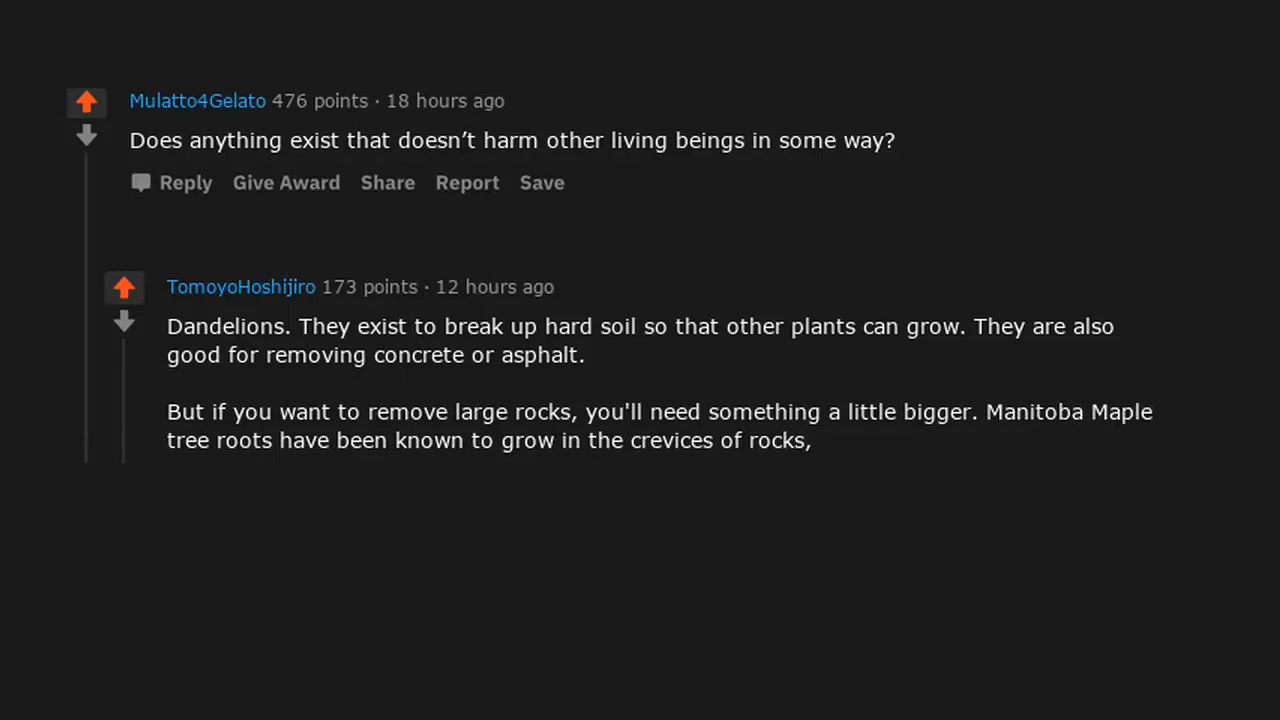 Mulatto4Gelato 476 points · 18 hours ago
Does anything exist that doesn’t harm other living beings in some way?
Reply Give Award Share Report Save
TomoyoHoshijiro 173 points · 12 hours ago
Dandelions. They exist to break up hard soil so that other plants can grow. They are also
good for removing concrete or asphalt.
But if you want to remove large rocks, you'll need something a little bigger. Manitoba Maple
tree roots have been known to grow in the crevices of rocks,